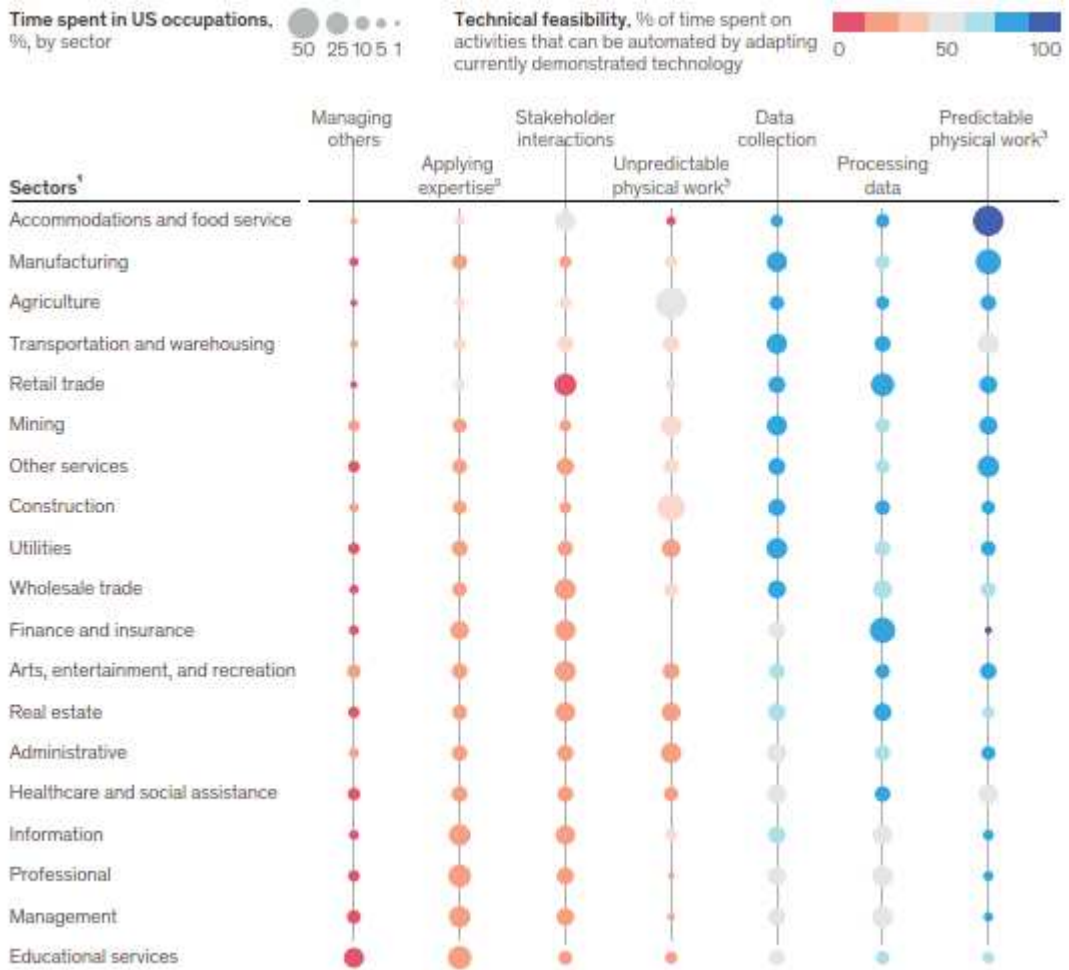 Time spent in US occupations,
%, by sector
50 25 10 5 1
Technical feasibility, % of time spent on
activities that can be automated by adapting
currently demonstrated technology
0 50 100
Managing
others
Stakeholder
interactions
Data
collection
Predictable
physical work³
Applying
expertise²
Unpredictable
physical work³
Processing
data
Sectors¹
Accommodations and food service
Manufacturing
Agriculture
Transportation and warehousing
Retail trade
Mining
Other services
Construction
Utilities
Wholesale trade
Finance and insurance
Arts, entertainment, and recreation
Real estate
Administrative
Healthcare and social assistance
Information
Professional
Management
Educational services